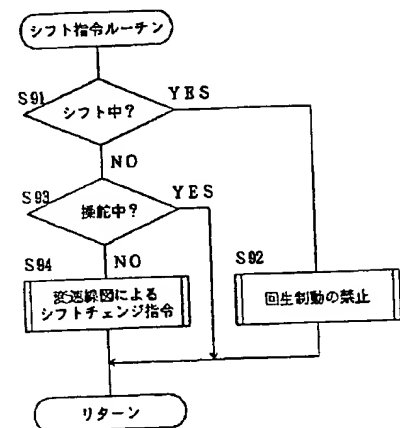 シフト指令ルーチン
S91
シフト中?
YES
NO
S93
操舵中?
YES
S94
NO
変速線図による
シフトチェンジ指令
S92
回生制動の禁止
リターン